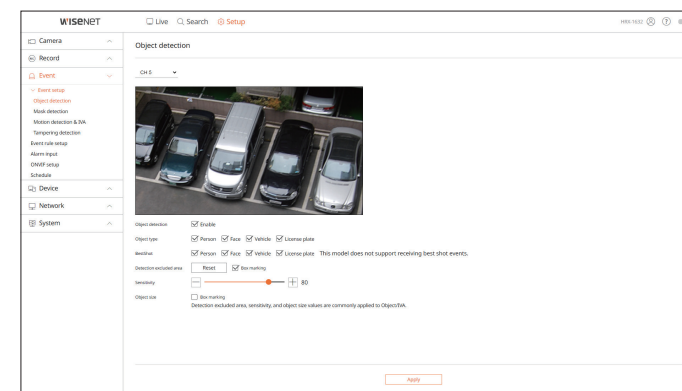 WISENET
Live Search Setup
HRX-1632
Camera
Record
Event
Event setup
Object detection
Mask detection
Motion detection & IVA
Tampering detection
Event rule setup
Alarm input
ONVIF setup
Schedule
Device
Network
System
Object detection
CH 5
Object detection Enable
Object type Person Face Vehicle License plate
BestShot Person Face Vehicle License plate This model does not support receiving best shot events.
Detection excluded area Reset Box marking
Sensitivity 80
Object size Box marking
Detection excluded area, sensitivity, and object size values are commonly applied to Object/IVA.
Apply